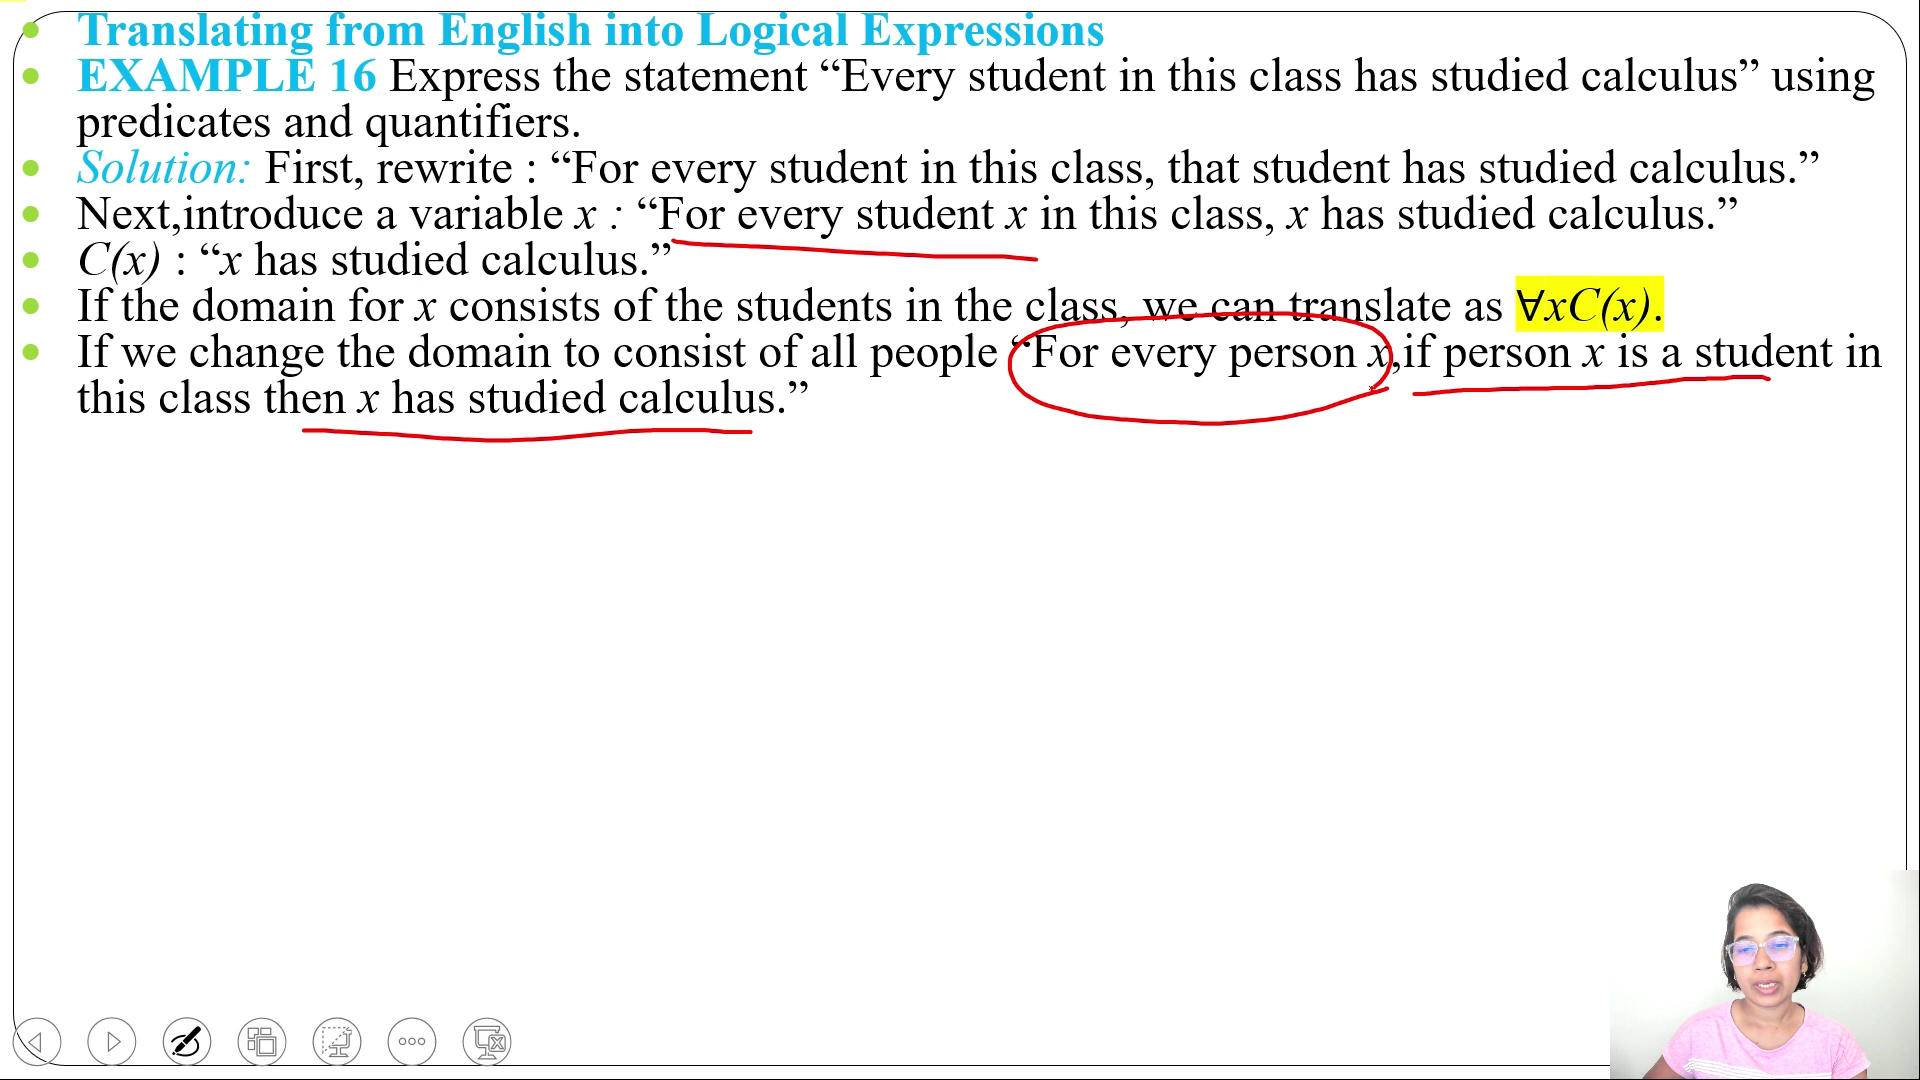 Translating from English into Logical Expressions
EXAMPLE 16 Express the statement “Every student in this class has studied calculus” using
predicates and quantifiers.
Solution: First, rewrite : “For every student in this class, that student has studied calculus.”
Next,introduce a variable x : “For every student x in this class, x has studied calculus.”
C(x) : “x has studied calculus.”
If the domain for x consists of the students in the class, we can translate as ∀xC(x).
If we change the domain to consist of all people “For every person x,if person x is a student in
this class then x has studied calculus.”